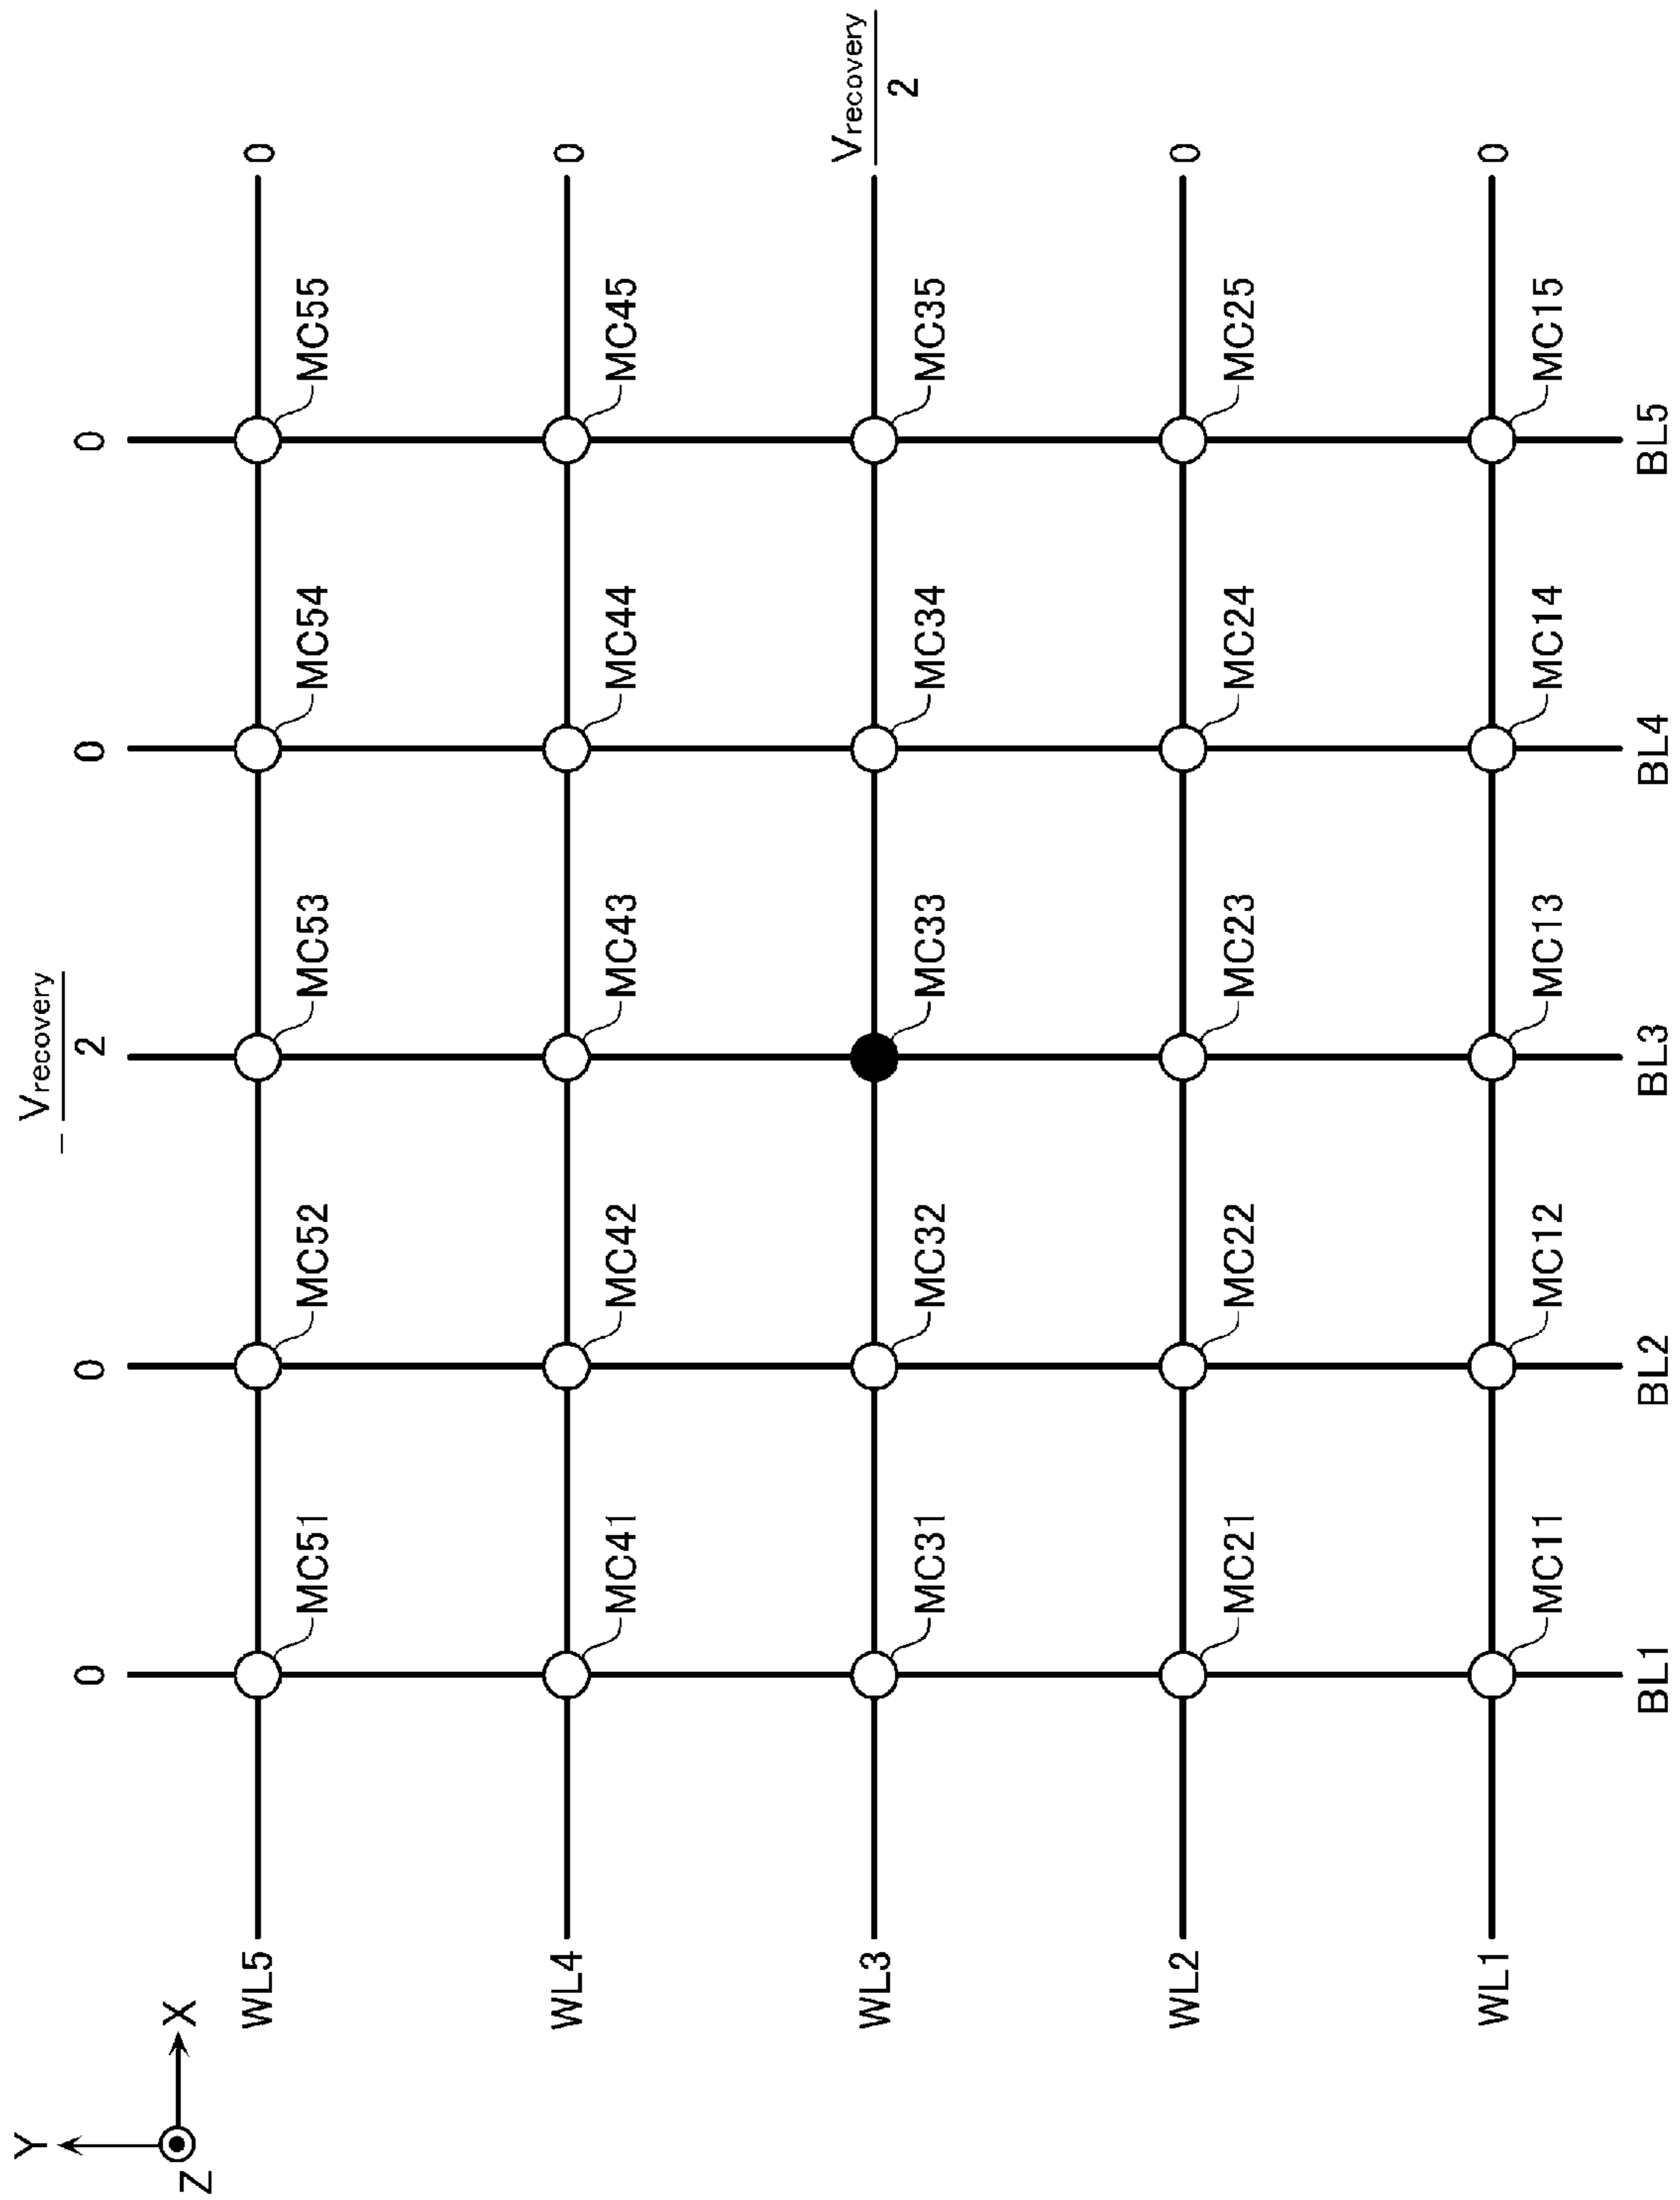 Y
X
Z
− Vrecovery
2
0
0
0
0
WL5
0
MC51
MC52
MC53
MC54
MC55
WL4
0
MC41
MC42
MC43
MC44
MC45
WL3
Vrecovery
2
MC31
MC32
MC33
MC34
MC35
WL2
0
MC21
MC22
MC23
MC24
MC25
WL1
0
MC11
MC12
MC13
MC14
MC15
BL1
BL2
BL3
BL4
BL5